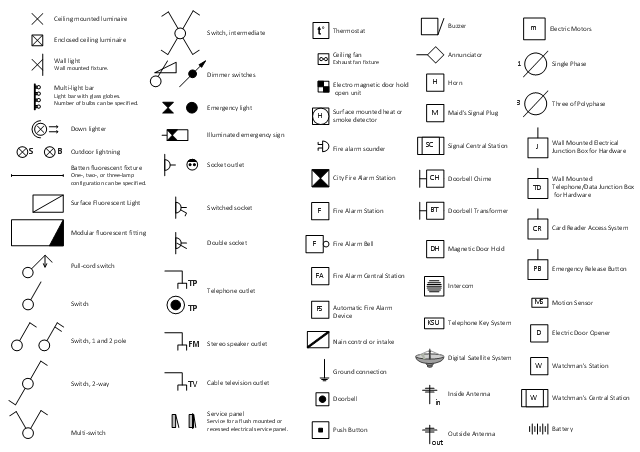 Ceiling mounted luminaire
Enclosed ceiling luminaire
Wall light
Wall mounted fixture.
Multi-light bar
Light bar with glass globes.
Number of bulbs can be specified.
Down lighter
S
B
Outdoor lightning
Batten fluorescent fixture
One-, two-, or three-lamp
configuration can be specified.
Surface Fluorescent Light
Modular fluorescent fitting
Pull-cord switch
Switch
Switch, 1 and 2 pole
Switch, 2-way
Multi-switch
Switch, intermediate
Dimmer switches
Emergency light
Illuminated emergency sign
Socket outlet
Switched socket
Double socket
TP
TP
Telephone outlet
FM
Stereo speaker outlet
TV
Cable television outlet
Service panel
Service for a flush mounted or
recessed electrical service panel.
t°
Thermostat
Ceiling fan
Exhaust fan fixture
Electro magnetic door hold
open unit
H
Surface mounted heat or
smoke detector
Fire alarm sounder
City Fire Alarm Station
F
Fire Alarm Station
F
Fire Alarm Bell
FA
Fire Alarm Central Station
FS
Automatic Fire Alarm
Device
Nain control or intake
Ground connection
Doorbell
Push Button
Buzzer
Annunciator
H
Horn
M
Maid's Signal Plug
SC
Signal Central Station
CH
Doorbell Chime
BT
Doorbell Transformer
DH
Magnetic Door Hold
Intercom
KSU
Telephone Key System
Digital Satellite System
in
Inside Antenna
out
Outside Antenna
m
Electric Motors
1
Single Phase
3
Three of Polyphase
J
Wall Mounted Electrical
Junction Box for Hardware
TD
Wall Mounted
Telephone/Data Junction Box
for Hardware
CR
Card Reader Access System
PB
Emergency Release Button
MS
Motion Sensor
D
Electric Door Opener
W
Watchman's Station
W
Watchman's Central Station
Battery